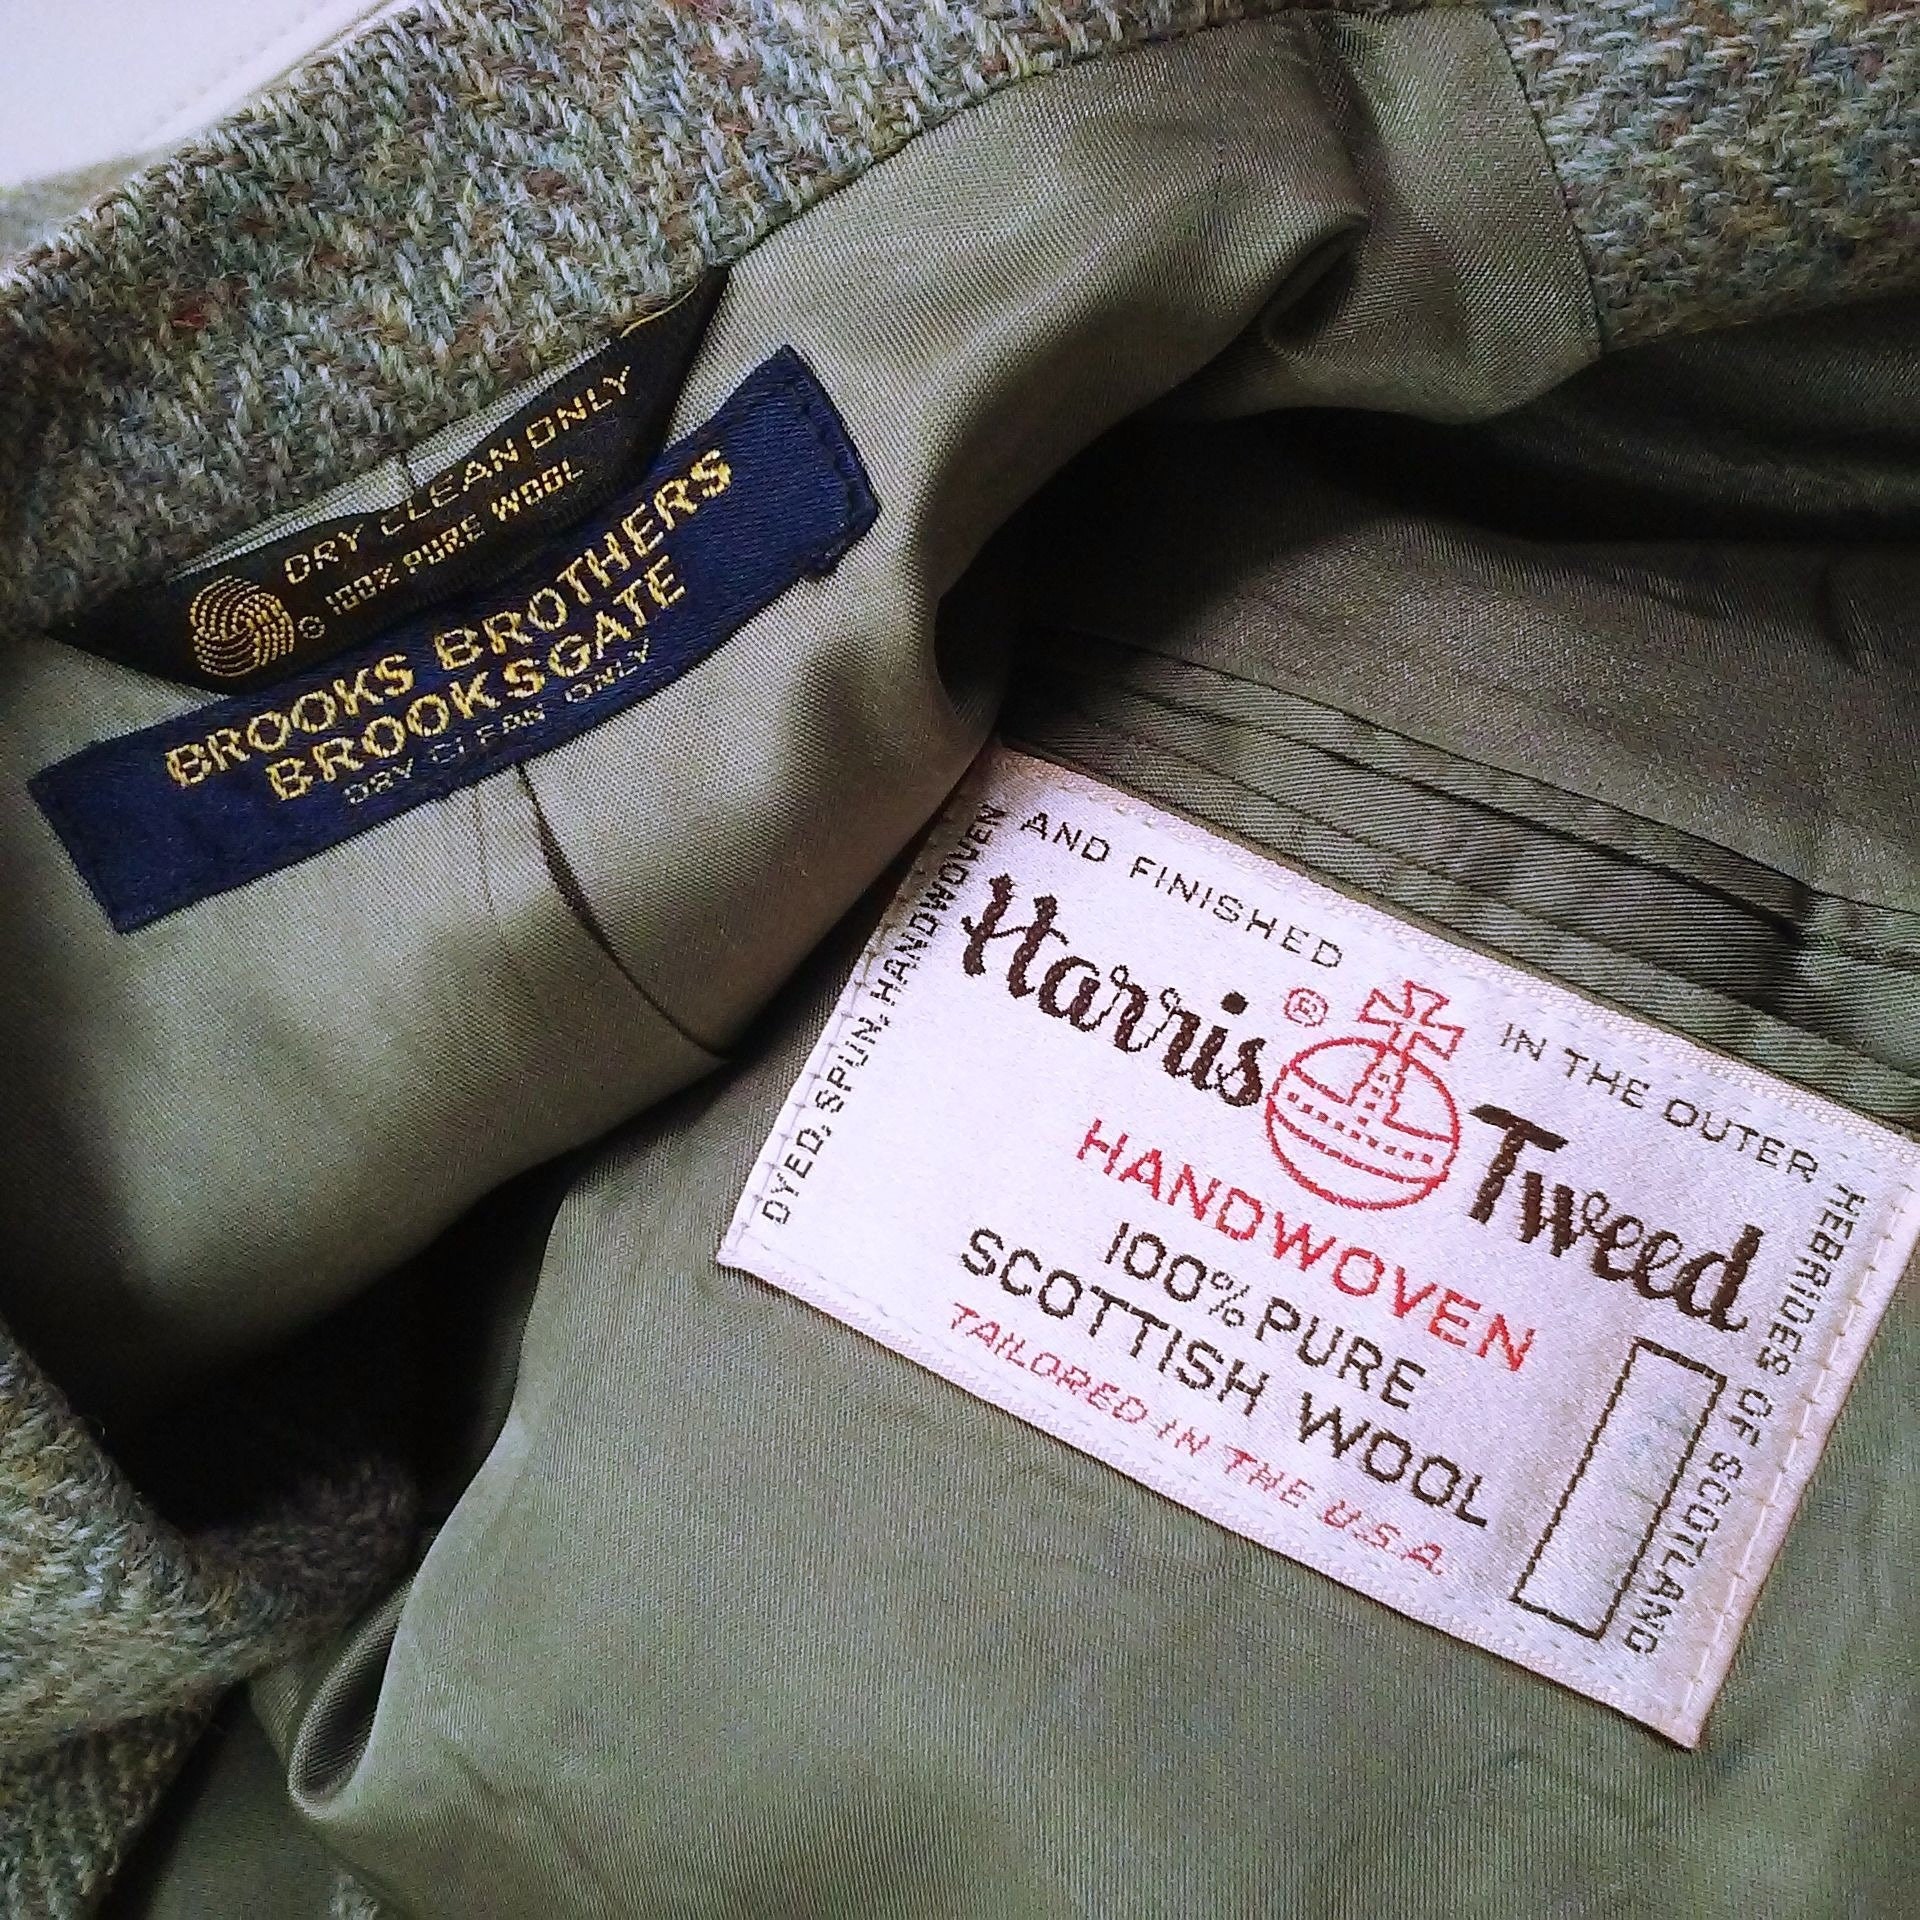 DRY CLEAN ONLY
® 100% PURE WOOL
BROOKS BROTHERS
BROOKSGATE
DRY CLEAN ONLY
DYED, SPUN, HANDWOVEN AND FINISHED IN THE OUTER HEBRIDES OF SCOTLAND
Harris ® Tweed
HANDWOVEN
100% PURE
SCOTTISH WOOL
TAILORED IN THE U.S.A.